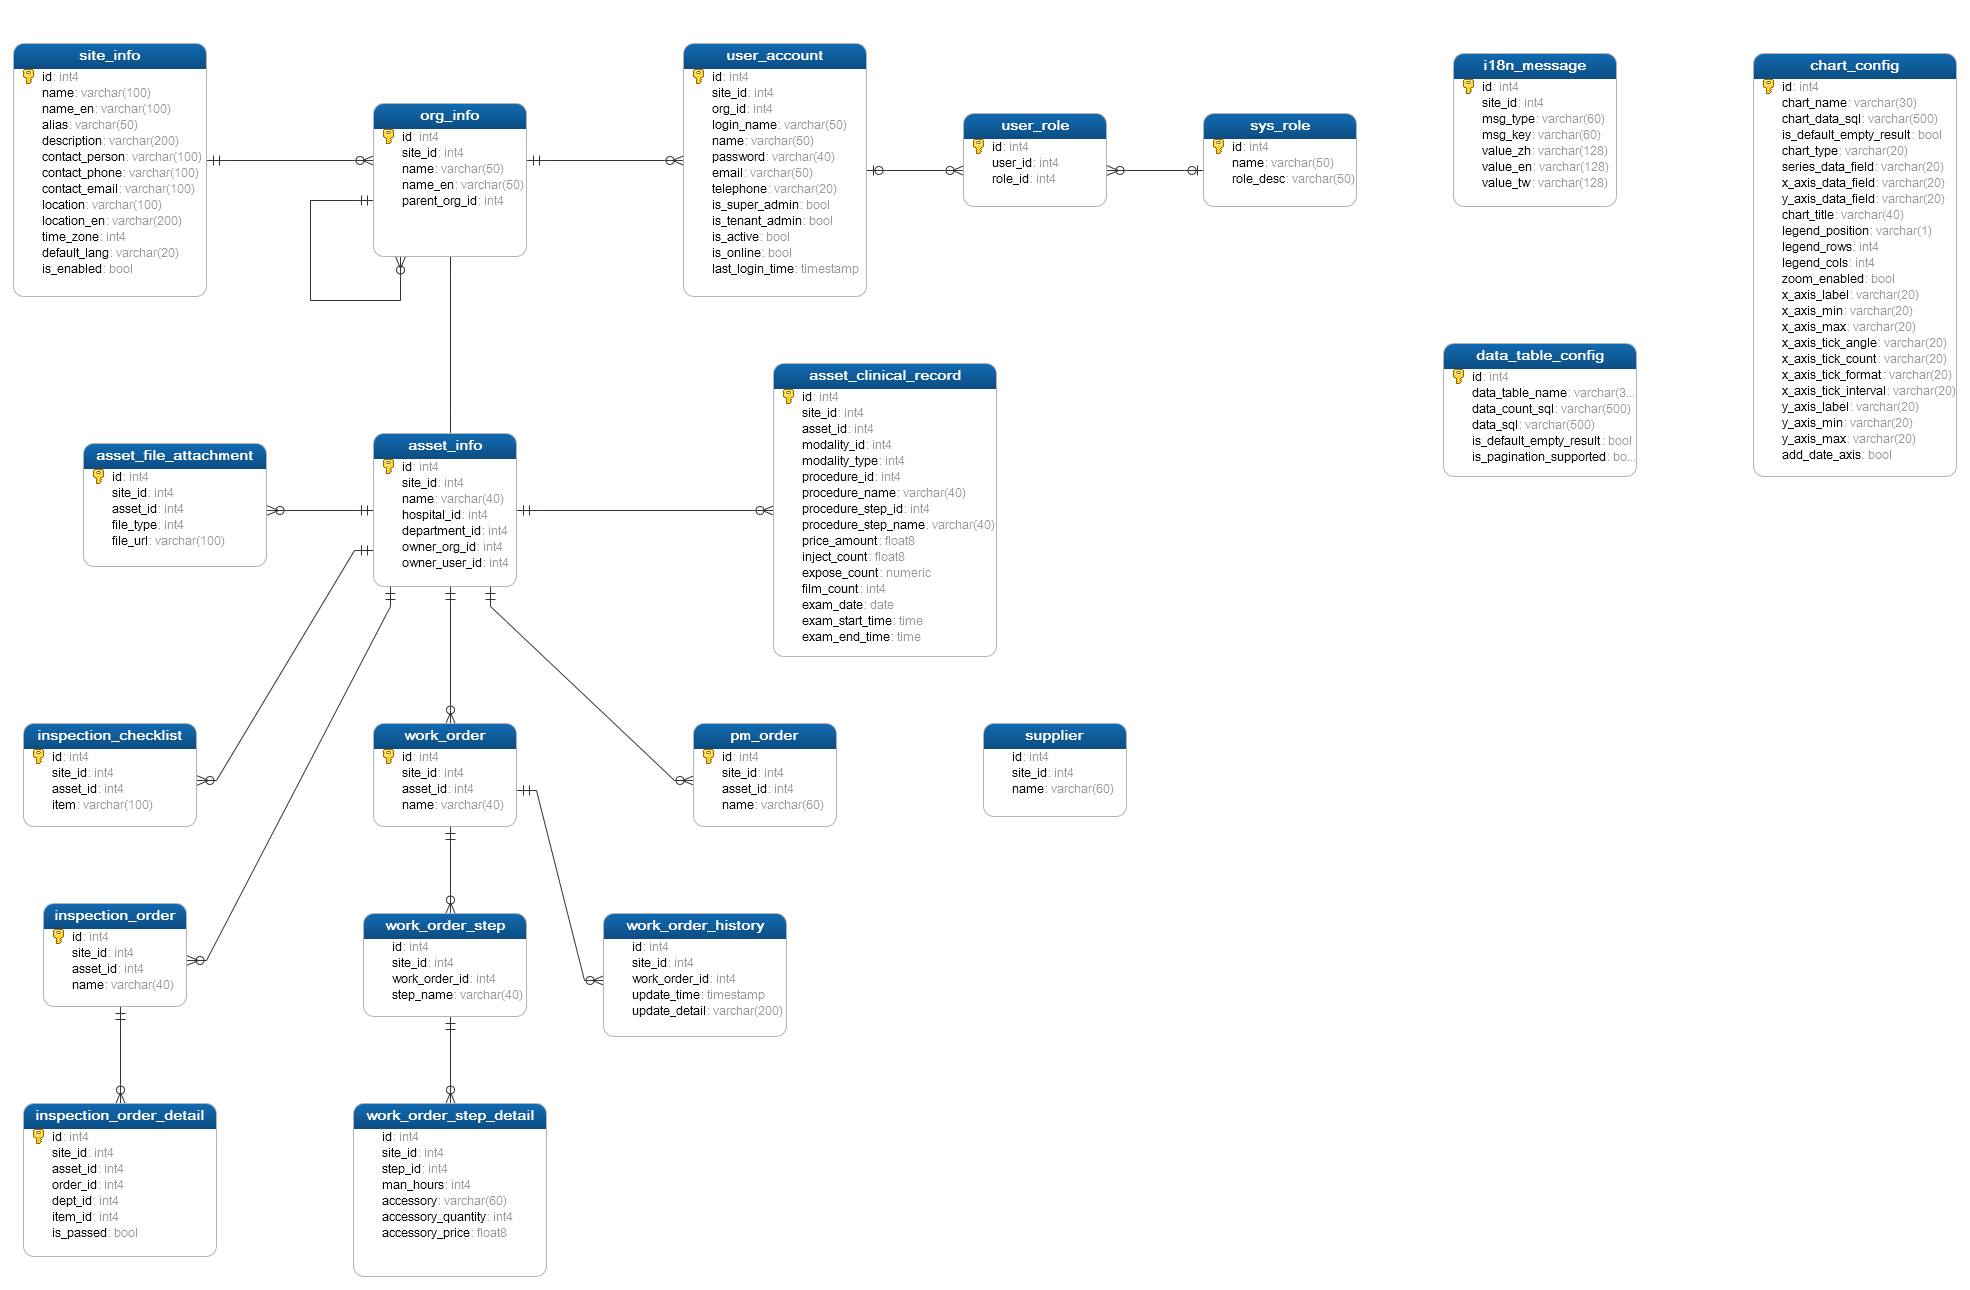 site_info
id: int4
name: varchar(100)
name_en: varchar(100)
alias: varchar(50)
description: varchar(200)
contact_person: varchar(100)
contact_phone: varchar(100)
contact_email: varchar(100)
location: varchar(100)
location_en: varchar(200)
time_zone: int4
default_lang: varchar(20)
is_enabled: bool
org_info
id: int4
site_id: int4
name: varchar(50)
name_en: varchar(50)
parent_org_id: int4
user_account
id: int4
site_id: int4
org_id: int4
login_name: varchar(50)
name: varchar(50)
password: varchar(40)
email: varchar(50)
telephone: varchar(20)
is_super_admin: bool
is_tenant_admin: bool
is_active: bool
is_online: bool
last_login_time: timestamp
user_role
id: int4
user_id: int4
role_id: int4
sys_role
id: int4
name: varchar(50)
role_desc: varchar(50)
i18n_message
id: int4
site_id: int4
msg_type: varchar(60)
msg_key: varchar(60)
value_zh: varchar(128)
value_en: varchar(128)
value_tw: varchar(128)
chart_config
id: int4
chart_name: varchar(30)
chart_data_sql: varchar(500)
is_default_empty_result: bool
chart_type: varchar(20)
series_data_field: varchar(20)
x_axis_data_field: varchar(20)
y_axis_data_field: varchar(20)
chart_title: varchar(40)
legend_position: varchar(1)
legend_rows: int4
legend_cols: int4
zoom_enabled: bool
x_axis_label: varchar(20)
x_axis_min: varchar(20)
x_axis_max: varchar(20)
x_axis_tick_angle: varchar(20)
x_axis_tick_count: varchar(20)
x_axis_tick_format: varchar(20)
x_axis_tick_interval: varchar(20)
y_axis_label: varchar(20)
y_axis_min: varchar(20)
y_axis_max: varchar(20)
add_date_axis: bool
data_table_config
id: int4
data_table_name: varchar(3...
data_count_sql: varchar(500)
data_sql: varchar(500)
is_default_empty_result: bool
is_pagination_supported: bo...
asset_clinical_record
id: int4
site_id: int4
asset_id: int4
modality_id: int4
modality_type: int4
procedure_id: int4
procedure_name: varchar(40)
procedure_step_id: int4
procedure_step_name: varchar(40)
price_amount: float8
inject_count: float8
expose_count: numeric
film_count: int4
exam_date: date
exam_start_time: time
exam_end_time: time
asset_file_attachment
id: int4
site_id: int4
asset_id: int4
file_type: int4
file_url: varchar(100)
asset_info
id: int4
site_id: int4
name: varchar(40)
hospital_id: int4
department_id: int4
owner_org_id: int4
owner_user_id: int4
inspection_checklist
id: int4
site_id: int4
asset_id: int4
item: varchar(100)
work_order
id: int4
site_id: int4
asset_id: int4
name: varchar(40)
pm_order
id: int4
site_id: int4
asset_id: int4
name: varchar(60)
supplier
id: int4
site_id: int4
name: varchar(60)
inspection_order
id: int4
site_id: int4
asset_id: int4
name: varchar(40)
work_order_step
id: int4
site_id: int4
work_order_id: int4
step_name: varchar(40)
work_order_history
id: int4
site_id: int4
work_order_id: int4
update_time: timestamp
update_detail: varchar(200)
inspection_order_detail
id: int4
site_id: int4
asset_id: int4
order_id: int4
dept_id: int4
item_id: int4
is_passed: bool
work_order_step_detail
id: int4
site_id: int4
step_id: int4
man_hours: int4
accessory: varchar(60)
accessory_quantity: int4
accessory_price: float8